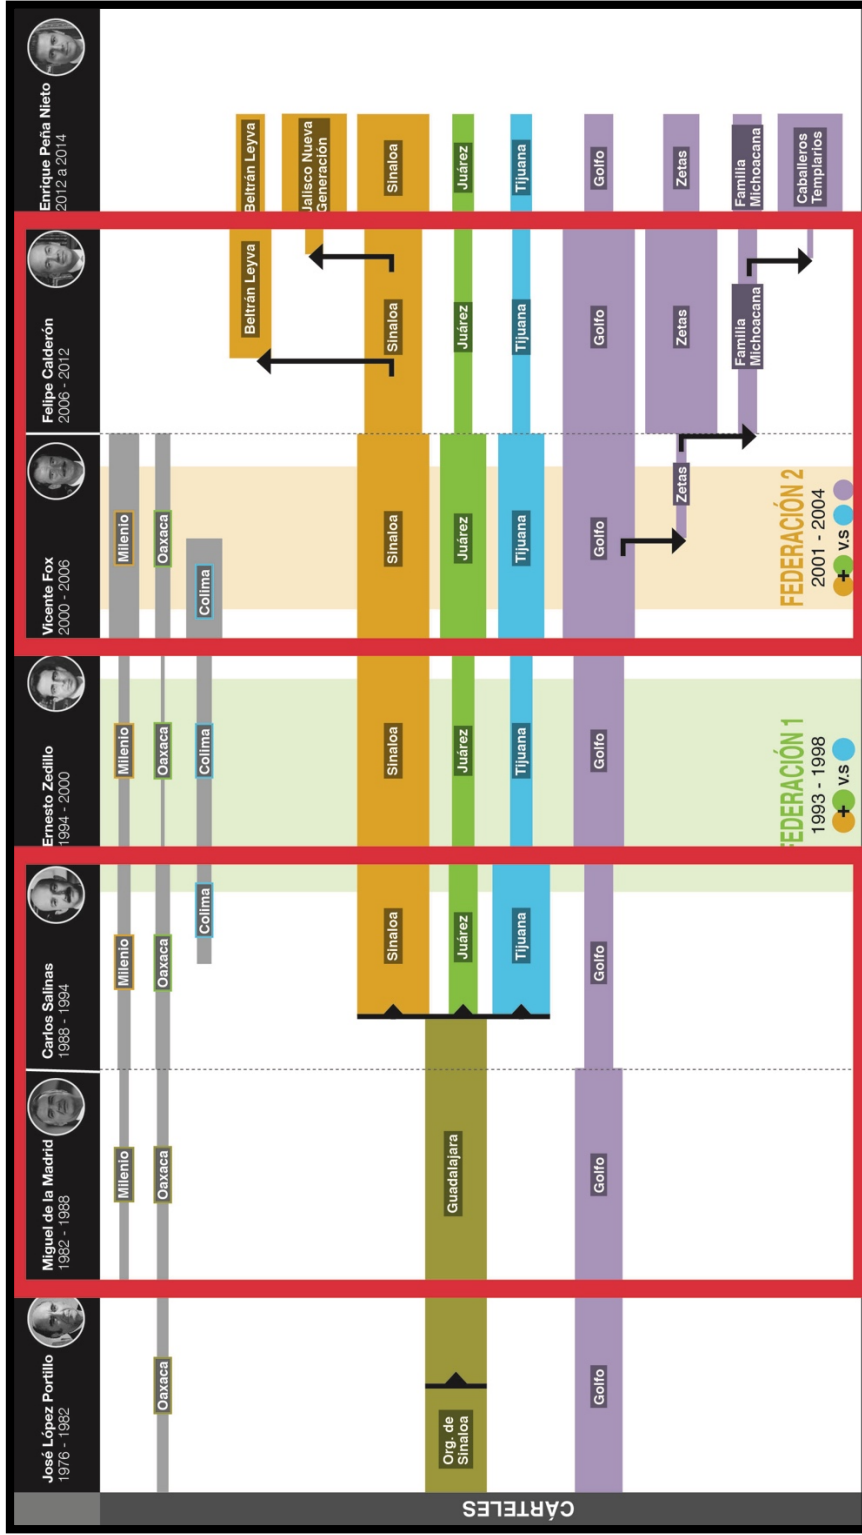 José López Portillo
1976 - 1982
Miguel de la Madrid
1982 - 1988
Carlos Salinas
1988 - 1994
Ernesto Zedillo
1994 - 2000
Vicente Fox
2000 - 2006
Felipe Calderón
2006 - 2012
Enrique Peña Nieto
2012 a 2014
CÁRTELES
Milenio
Milenio
Milenio
Milenio
Oaxaca
Oaxaca
Oaxaca
Oaxaca
Oaxaca
Colima
Colima
Colima
Beltrán Leyva
Beltrán Leyva
Jalisco Nueva
Generación
Org. de
Sinaloa
Guadalajara
Sinaloa
Sinaloa
Sinaloa
Sinaloa
Sinaloa
Juárez
Juárez
Juárez
Juárez
Juárez
Tijuana
Tijuana
Tijuana
Tijuana
Tijuana
Golfo
Golfo
Golfo
Golfo
Golfo
Golfo
Golfo
Zetas
Zetas
Zetas
Familia
Michoacana
Familia
Michoacana
Caballeros
Templarios
FEDERACIÓN 1
1993 - 1998
+ v.s
FEDERACIÓN 2
2001 - 2004
+ v.s